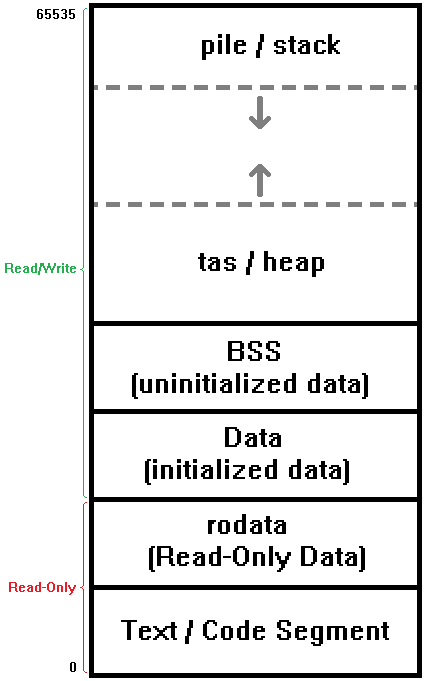 65535
pile / stack
Read/Write
tas / heap
BSS
(uninitialized data)
Data
(initialized data)
rodata
(Read-Only Data)
Read-Only
Text / Code Segment
0